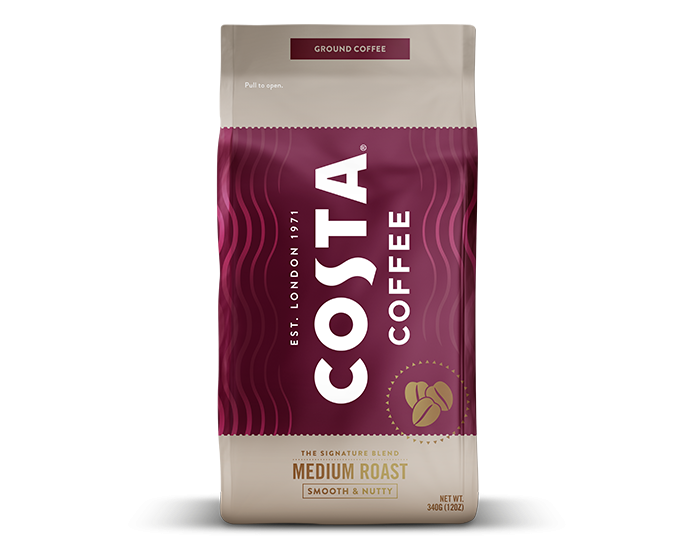 GROUND COFFEE
Pull to open.
EST. LONDON 1971
COSTA®
COFFEE
THE SIGNATURE BLEND
MEDIUM ROAST
SMOOTH & NUTTY
NET WT.
340G (12OZ)